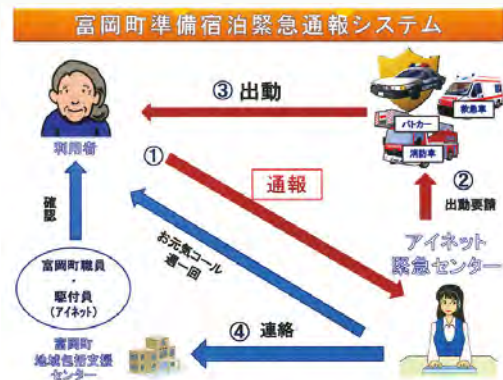 富岡町準備宿泊緊急通報システム
③ 出動
救急車
パトカー
消防車
利用者
①
通報
②
出動要請
確認
お元気コール
週一回
アイネット
緊急センター
富岡町職員
・
駆付員
(アイネット)
④ 連絡
富岡町
地域包括支援
センター